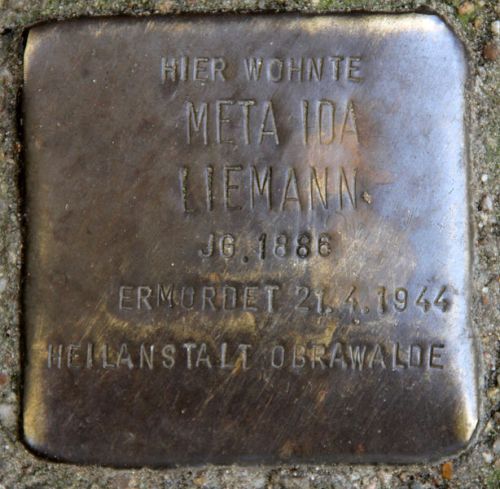 HIER WOHNTE
META IDA
LIEMANN
JG. 1886
ERMORDET 21.4.1944
HEILANSTALT OBRAWALDE